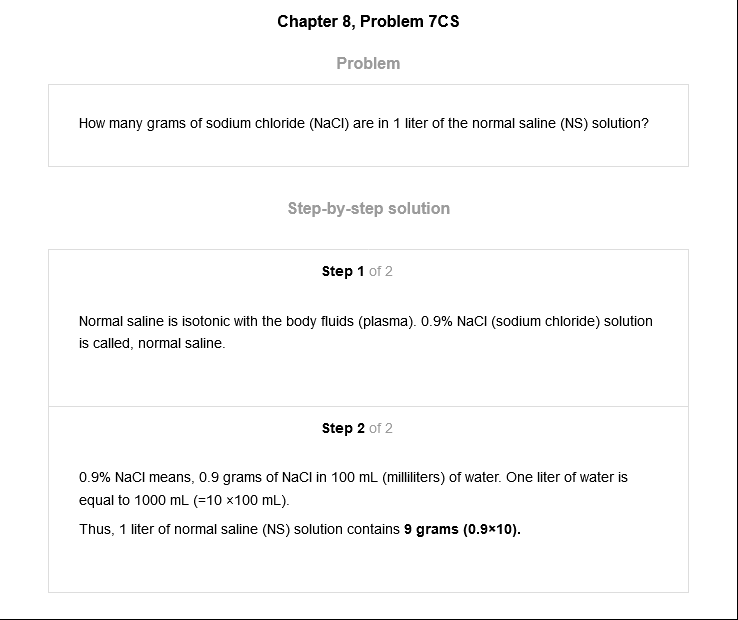 Chapter 8, Problem 7CS
Problem
How many grams of sodium chloride (NaCl) are in 1 liter of the normal saline (NS) solution?
Step-by-step solution
Step 1 of 2
Normal saline is isotonic with the body fluids (plasma). 0.9% NaCl (sodium chloride) solution
is called, normal saline.
Step 2 of 2
0.9% NaCl means, 0.9 grams of NaCl in 100 mL (milliliters) of water. One liter of water is
equal to 1000 mL (=10 ×100 mL).
Thus, 1 liter of normal saline (NS) solution contains 9 grams (0.9×10).